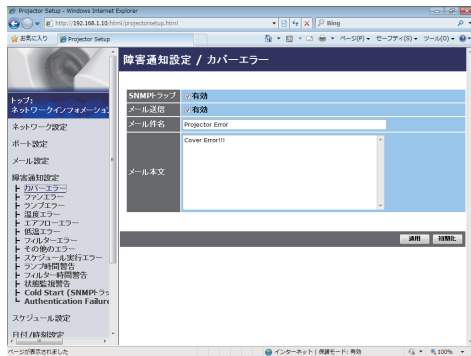 Projector Setup - Windows Internet Explorer
http://192.168.1.10/html/projectorsetup.html
Bing
お気に入り
Projector Setup
ページ(P)
セーフティ(S)
ツール(O)
トップ:
ネットワークインフォメーション
ネットワーク設定
ポート設定
メール設定
障害通知設定
カバーエラー
ファンエラー
ランプエラー
温度エラー
エアフローエラー
低温エラー
フィルターエラー
その他のエラー
スケジュール実行エラー
ランプ時間警告
フィルター時間警告
状態監視警告
Cold Start (SNMPトラッ
Authentication Failure
スケジュール設定
日付/時刻設定
障害通知設定 / カバーエラー
SNMPトラップ 有効
メール送信 有効
メール件名 Projector Error
メール本文 Cover Error!!!
適用 初期化
ページが表示されました
インターネット | 保護モード: 有効
100%